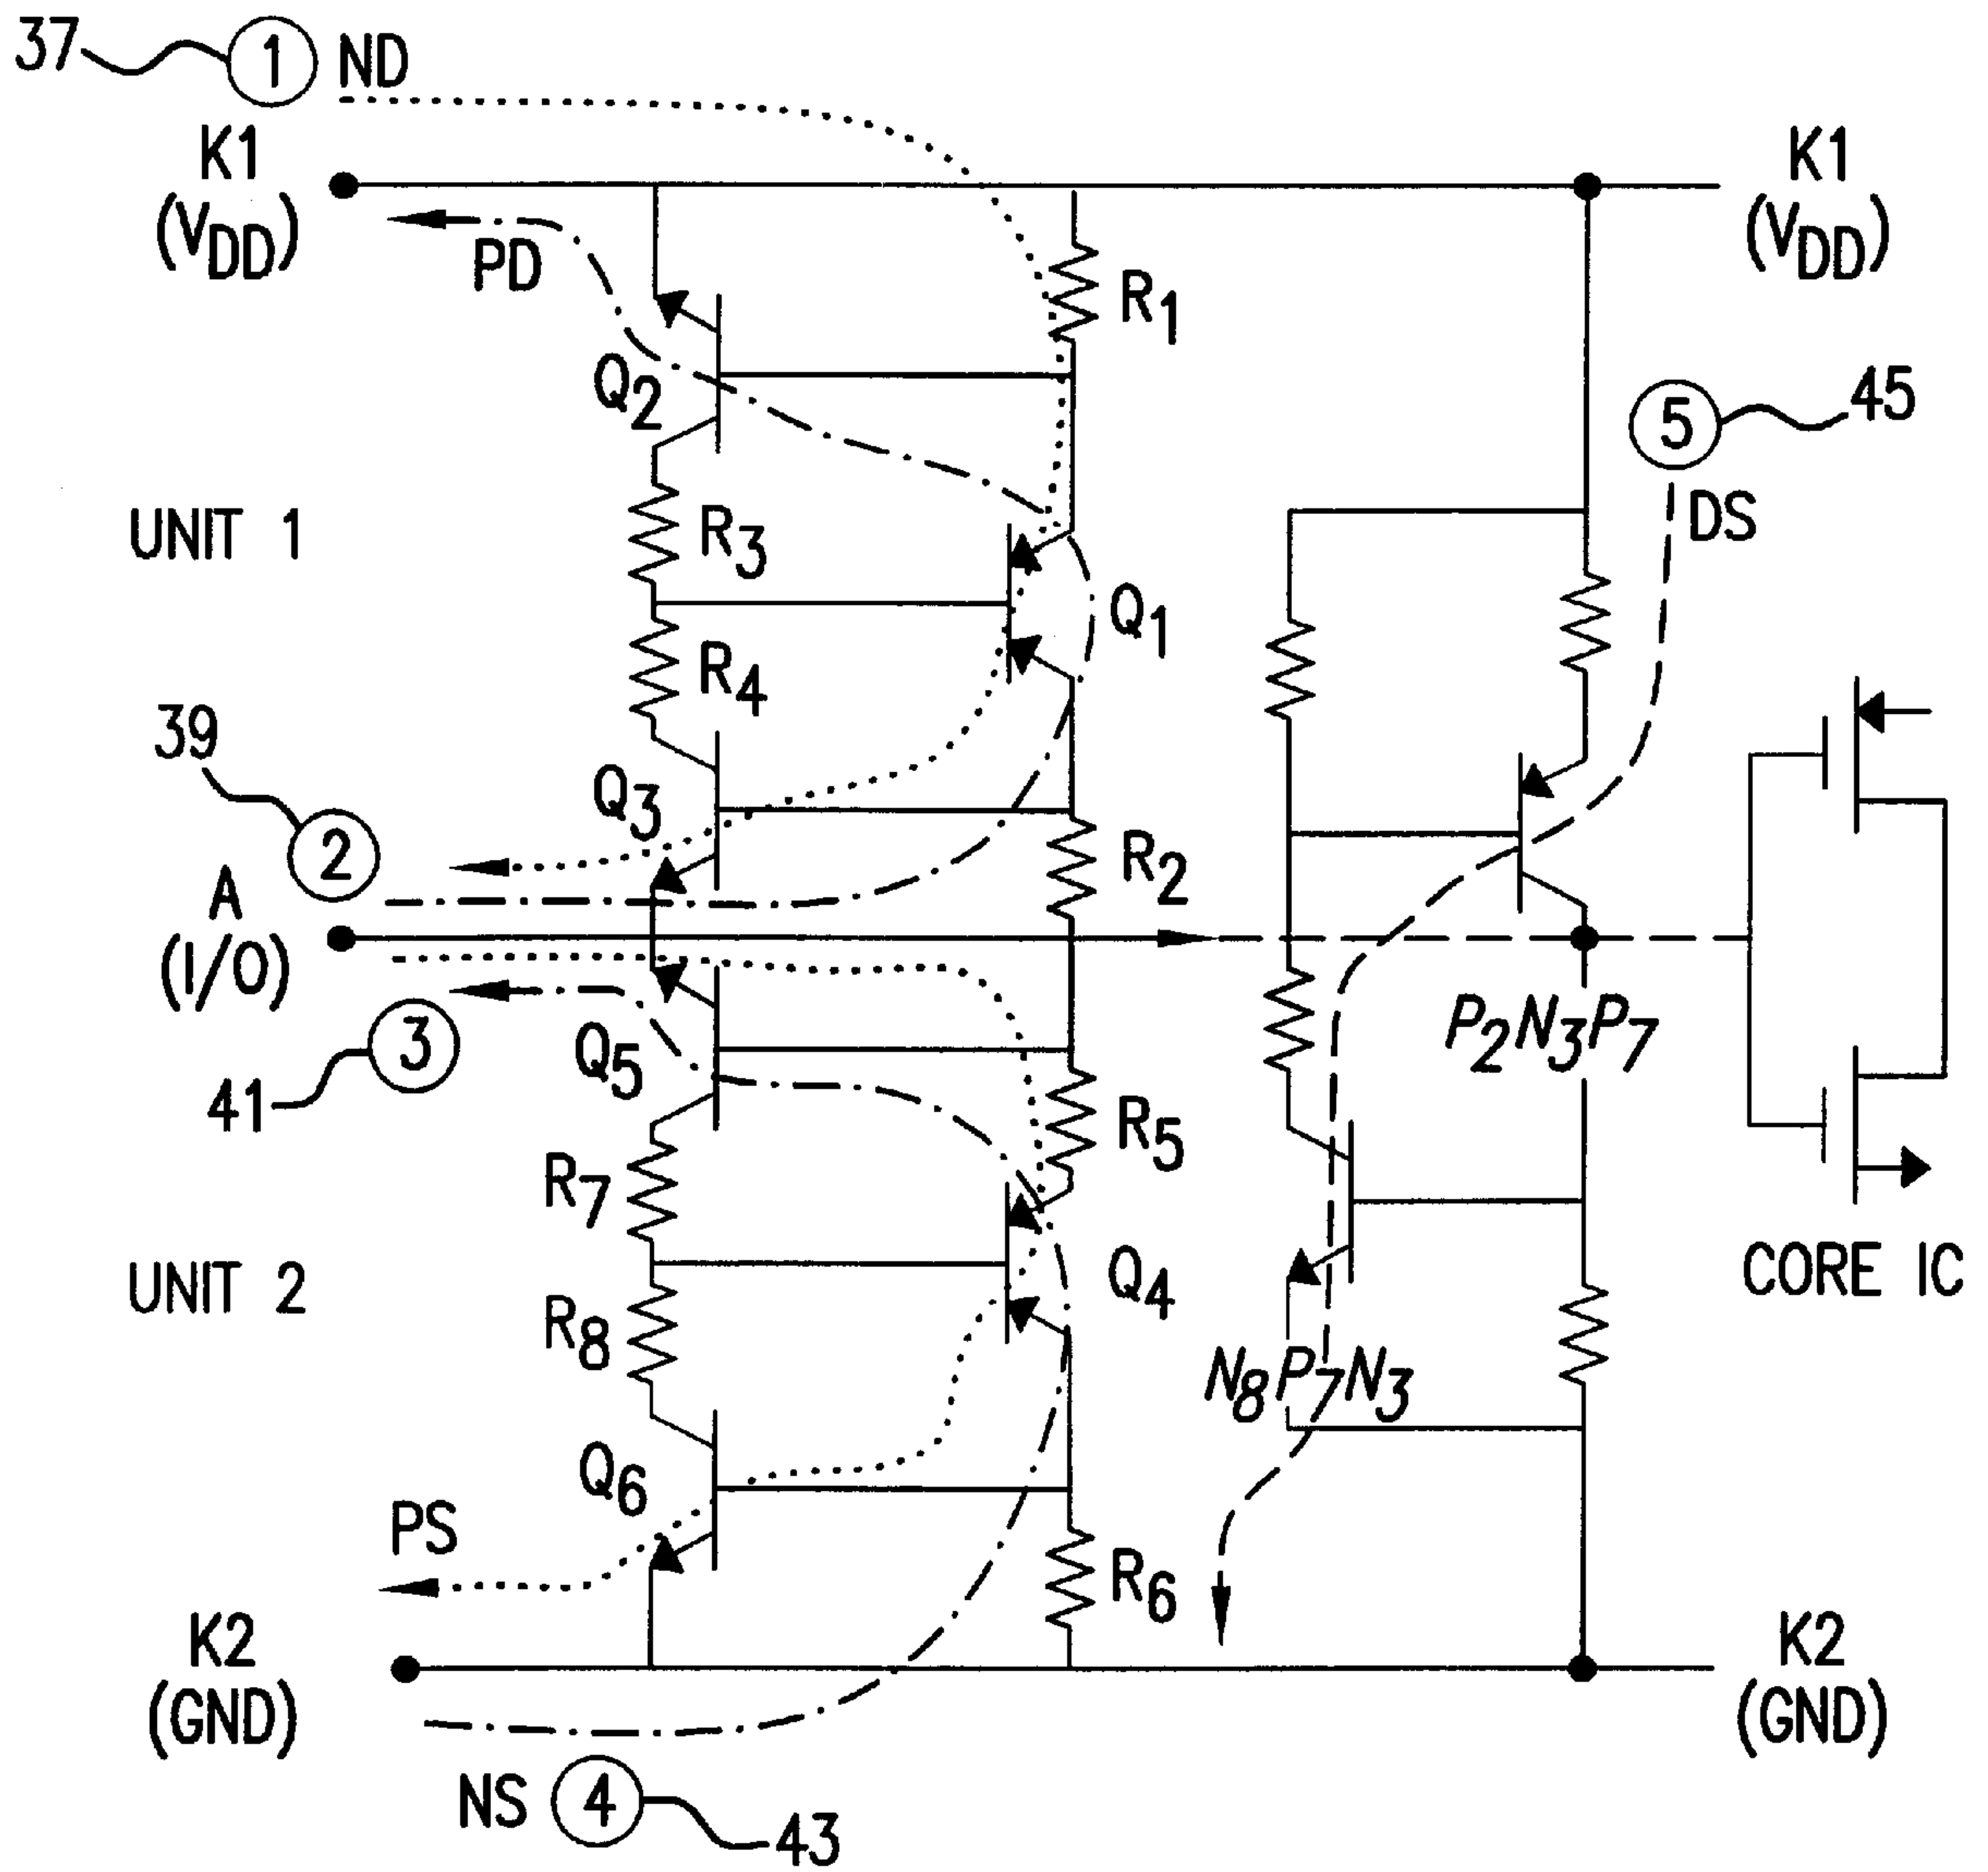 37 1 ND
K1
(VDD)
K1
(VDD)
PD
R1
Q2
5 45
DS
UNIT 1
R3
Q1
R4
39
2
Q3
R2
A
(I/O)
3
41
Q5
P2N3P7
R5
R7
UNIT 2
Q4
CORE IC
R8
N8P7N3
Q6
PS
R6
K2
(GND)
K2
(GND)
NS 4
43